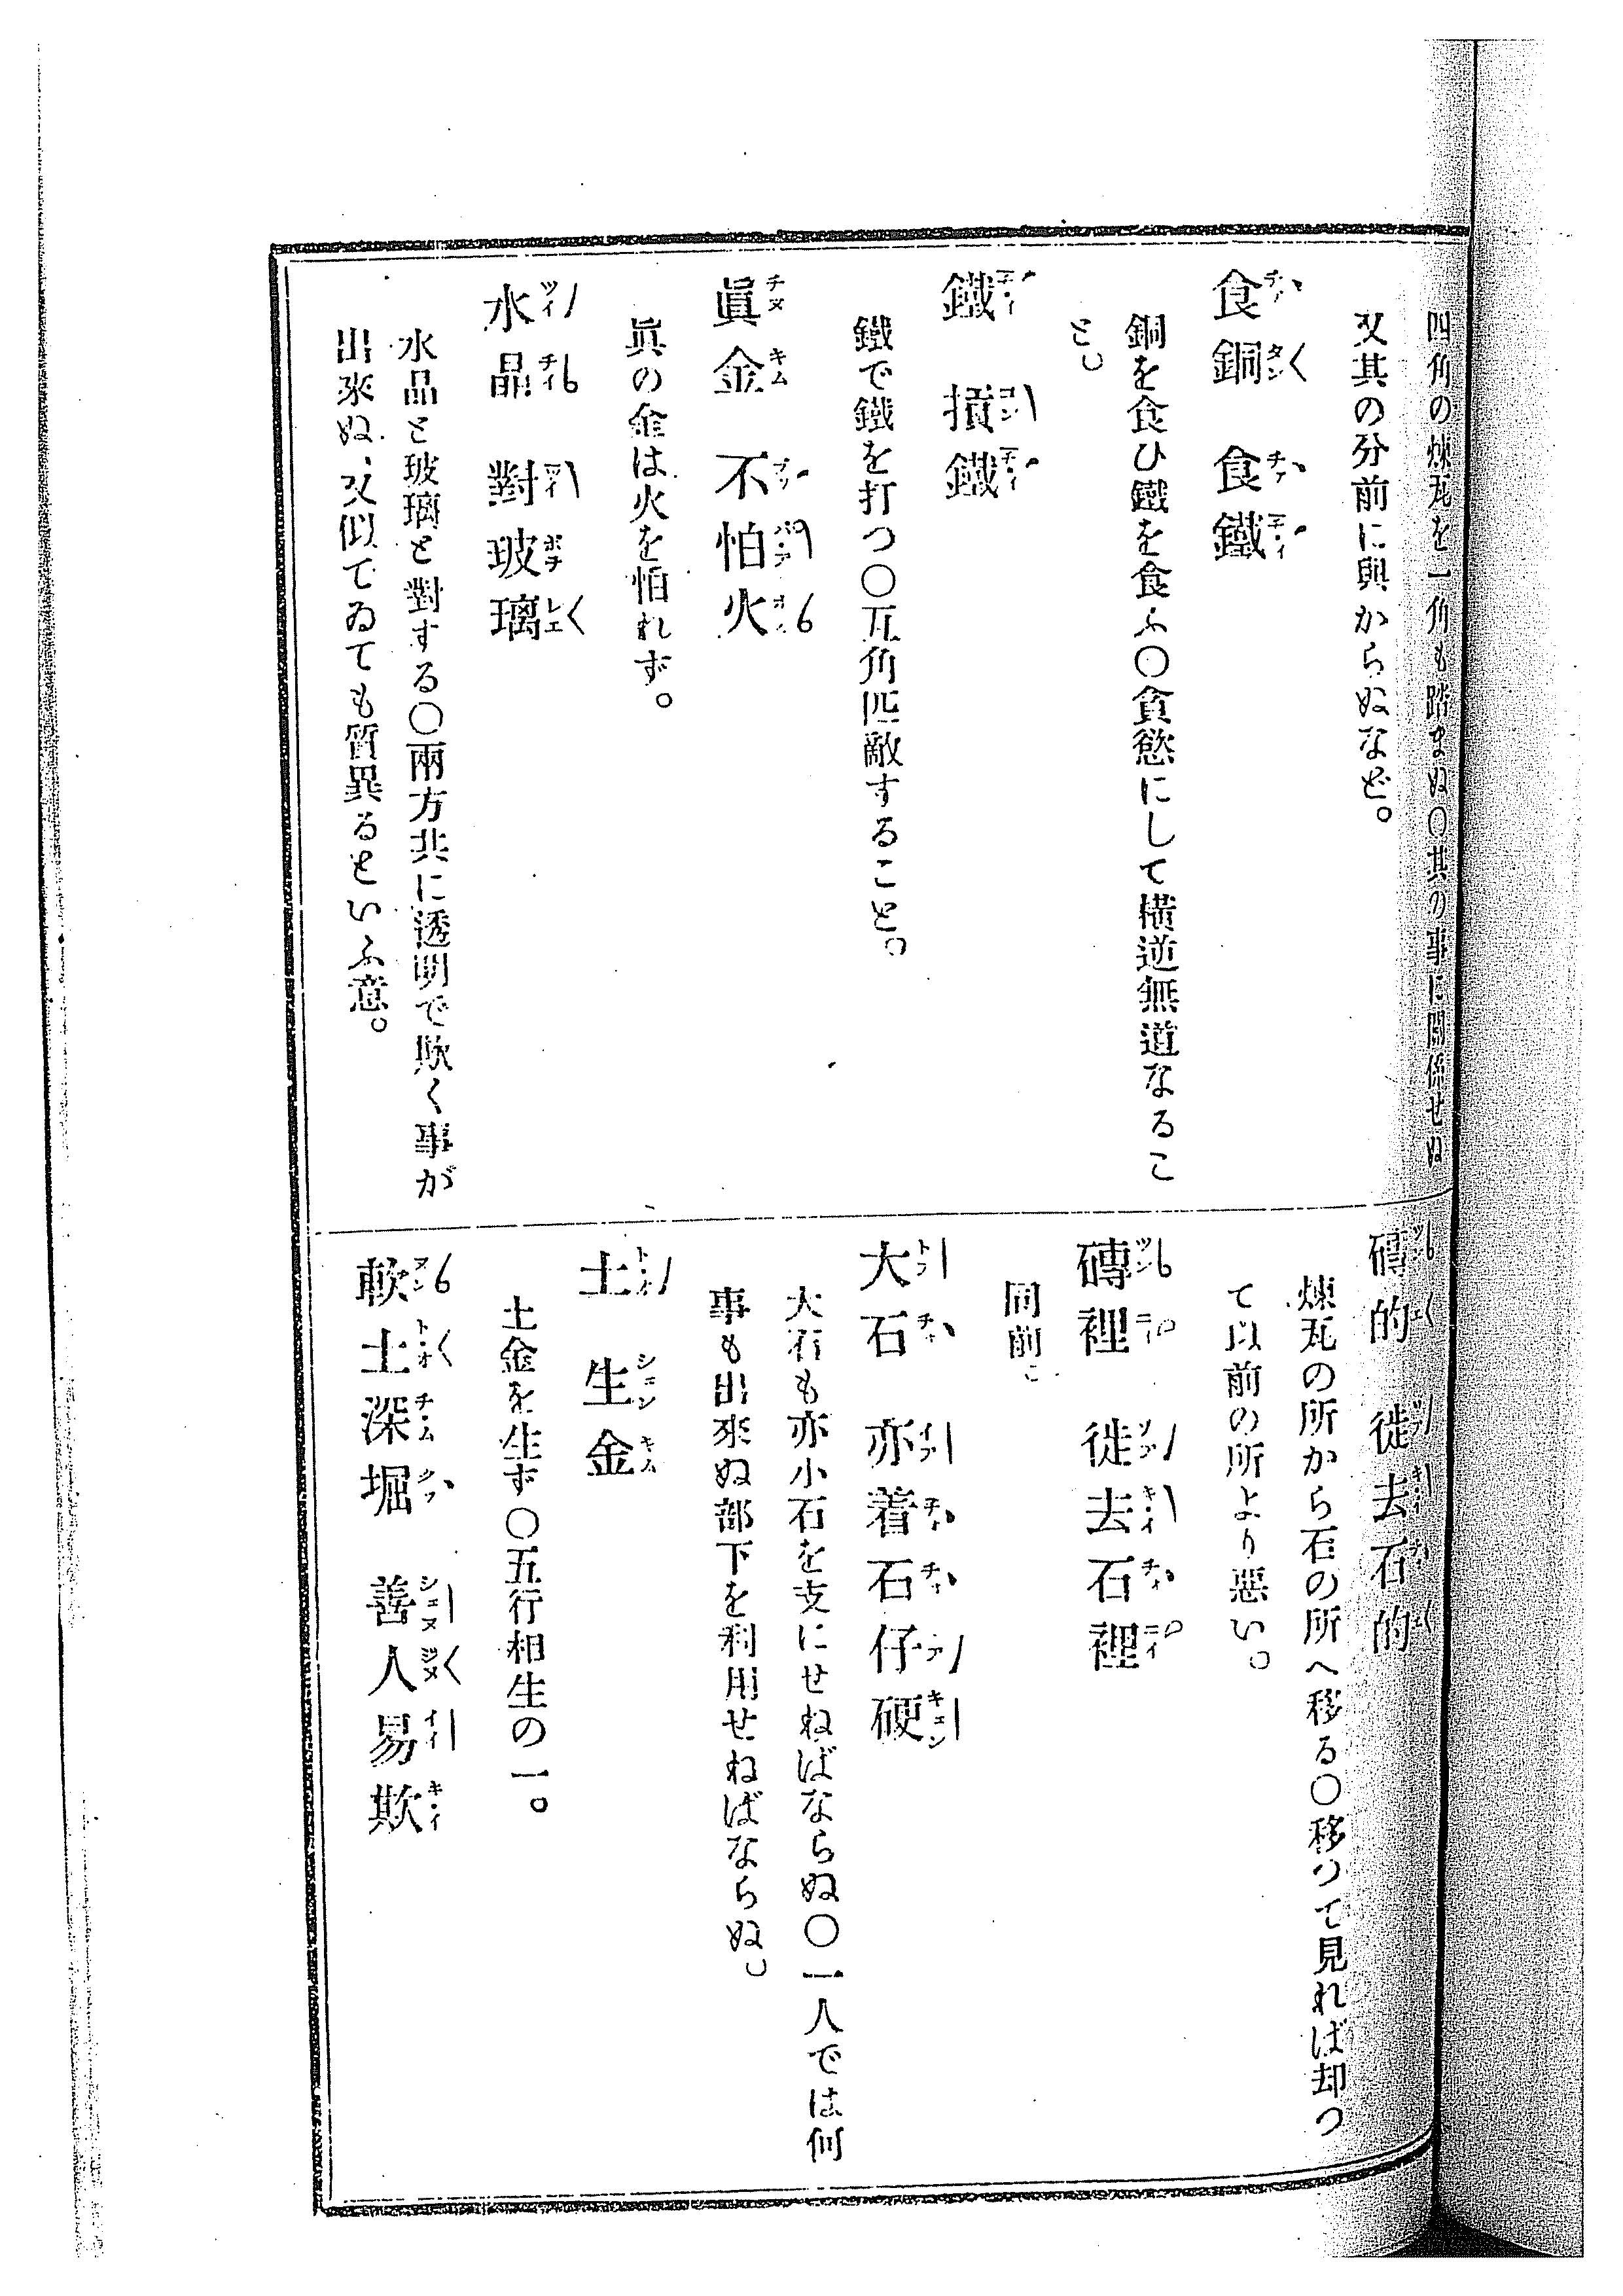 四角の煉瓦を一角も踏まぬ〇其の事に關係せぬ
又其の分前に與からぬなど。
食銅　食鐵
銅を食ひ鐵を食ふ〇貪慾にして橫逆無道なるこ
と。
鐵　摃鐵
鐵で鐵を打つ〇互角匹敵すること。
眞金　不怕火
眞の金は火を怕れず。
水晶　對玻璃
水晶と玻璃と對する〇兩方共に透明で欺く事が
出來ぬ、又似てゐても質異るといふ意。
磚的　徙去石的
煉瓦の所から石の所へ移る〇移つて見れば却つ
て以前の所より惡い。
磚裡　徙去石裡
同前。
大石　亦着石仔硬
大石も亦小石を支にせねばならぬ〇一人では何
事も出來ぬ部下を利用せねばならぬ。
土　生金
土金を生ず〇五行相生の一。
軟土深堀　善人易欺